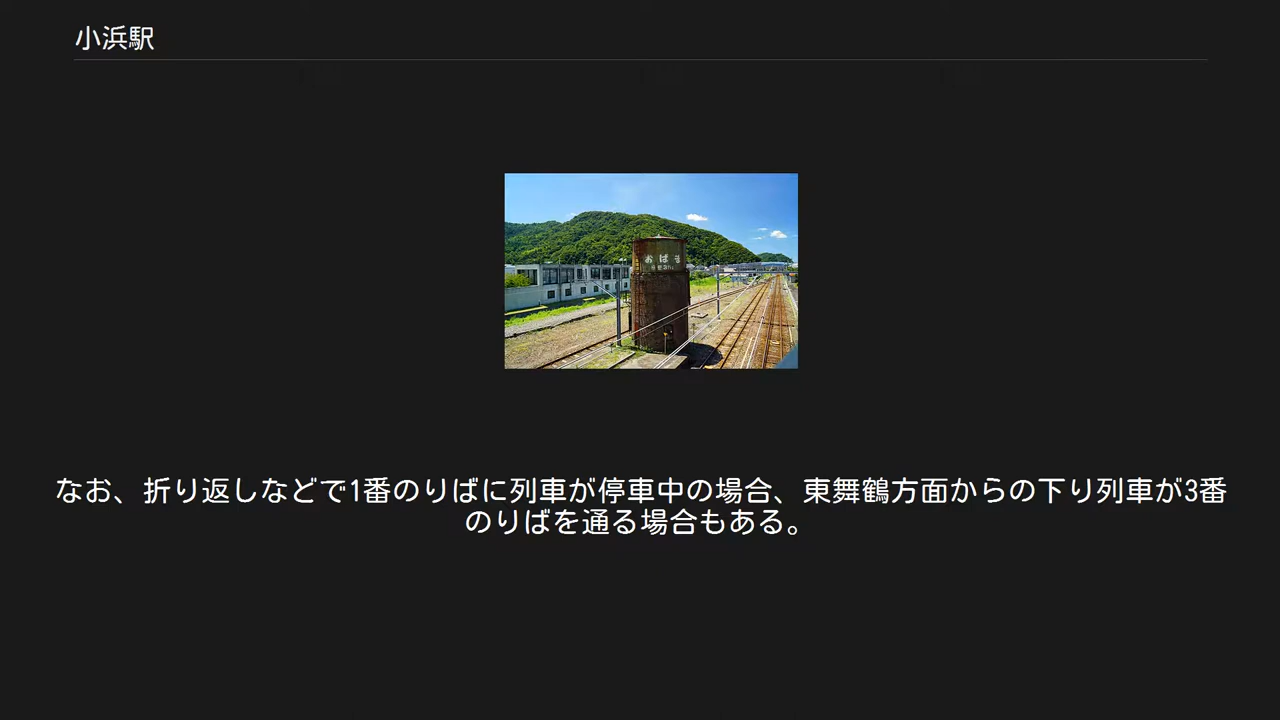 小浜駅
おばま
なお、折り返しなどで1番のりばに列車が停車中の場合、東舞鶴方面からの下り列車が3番
のりばを通る場合もある。